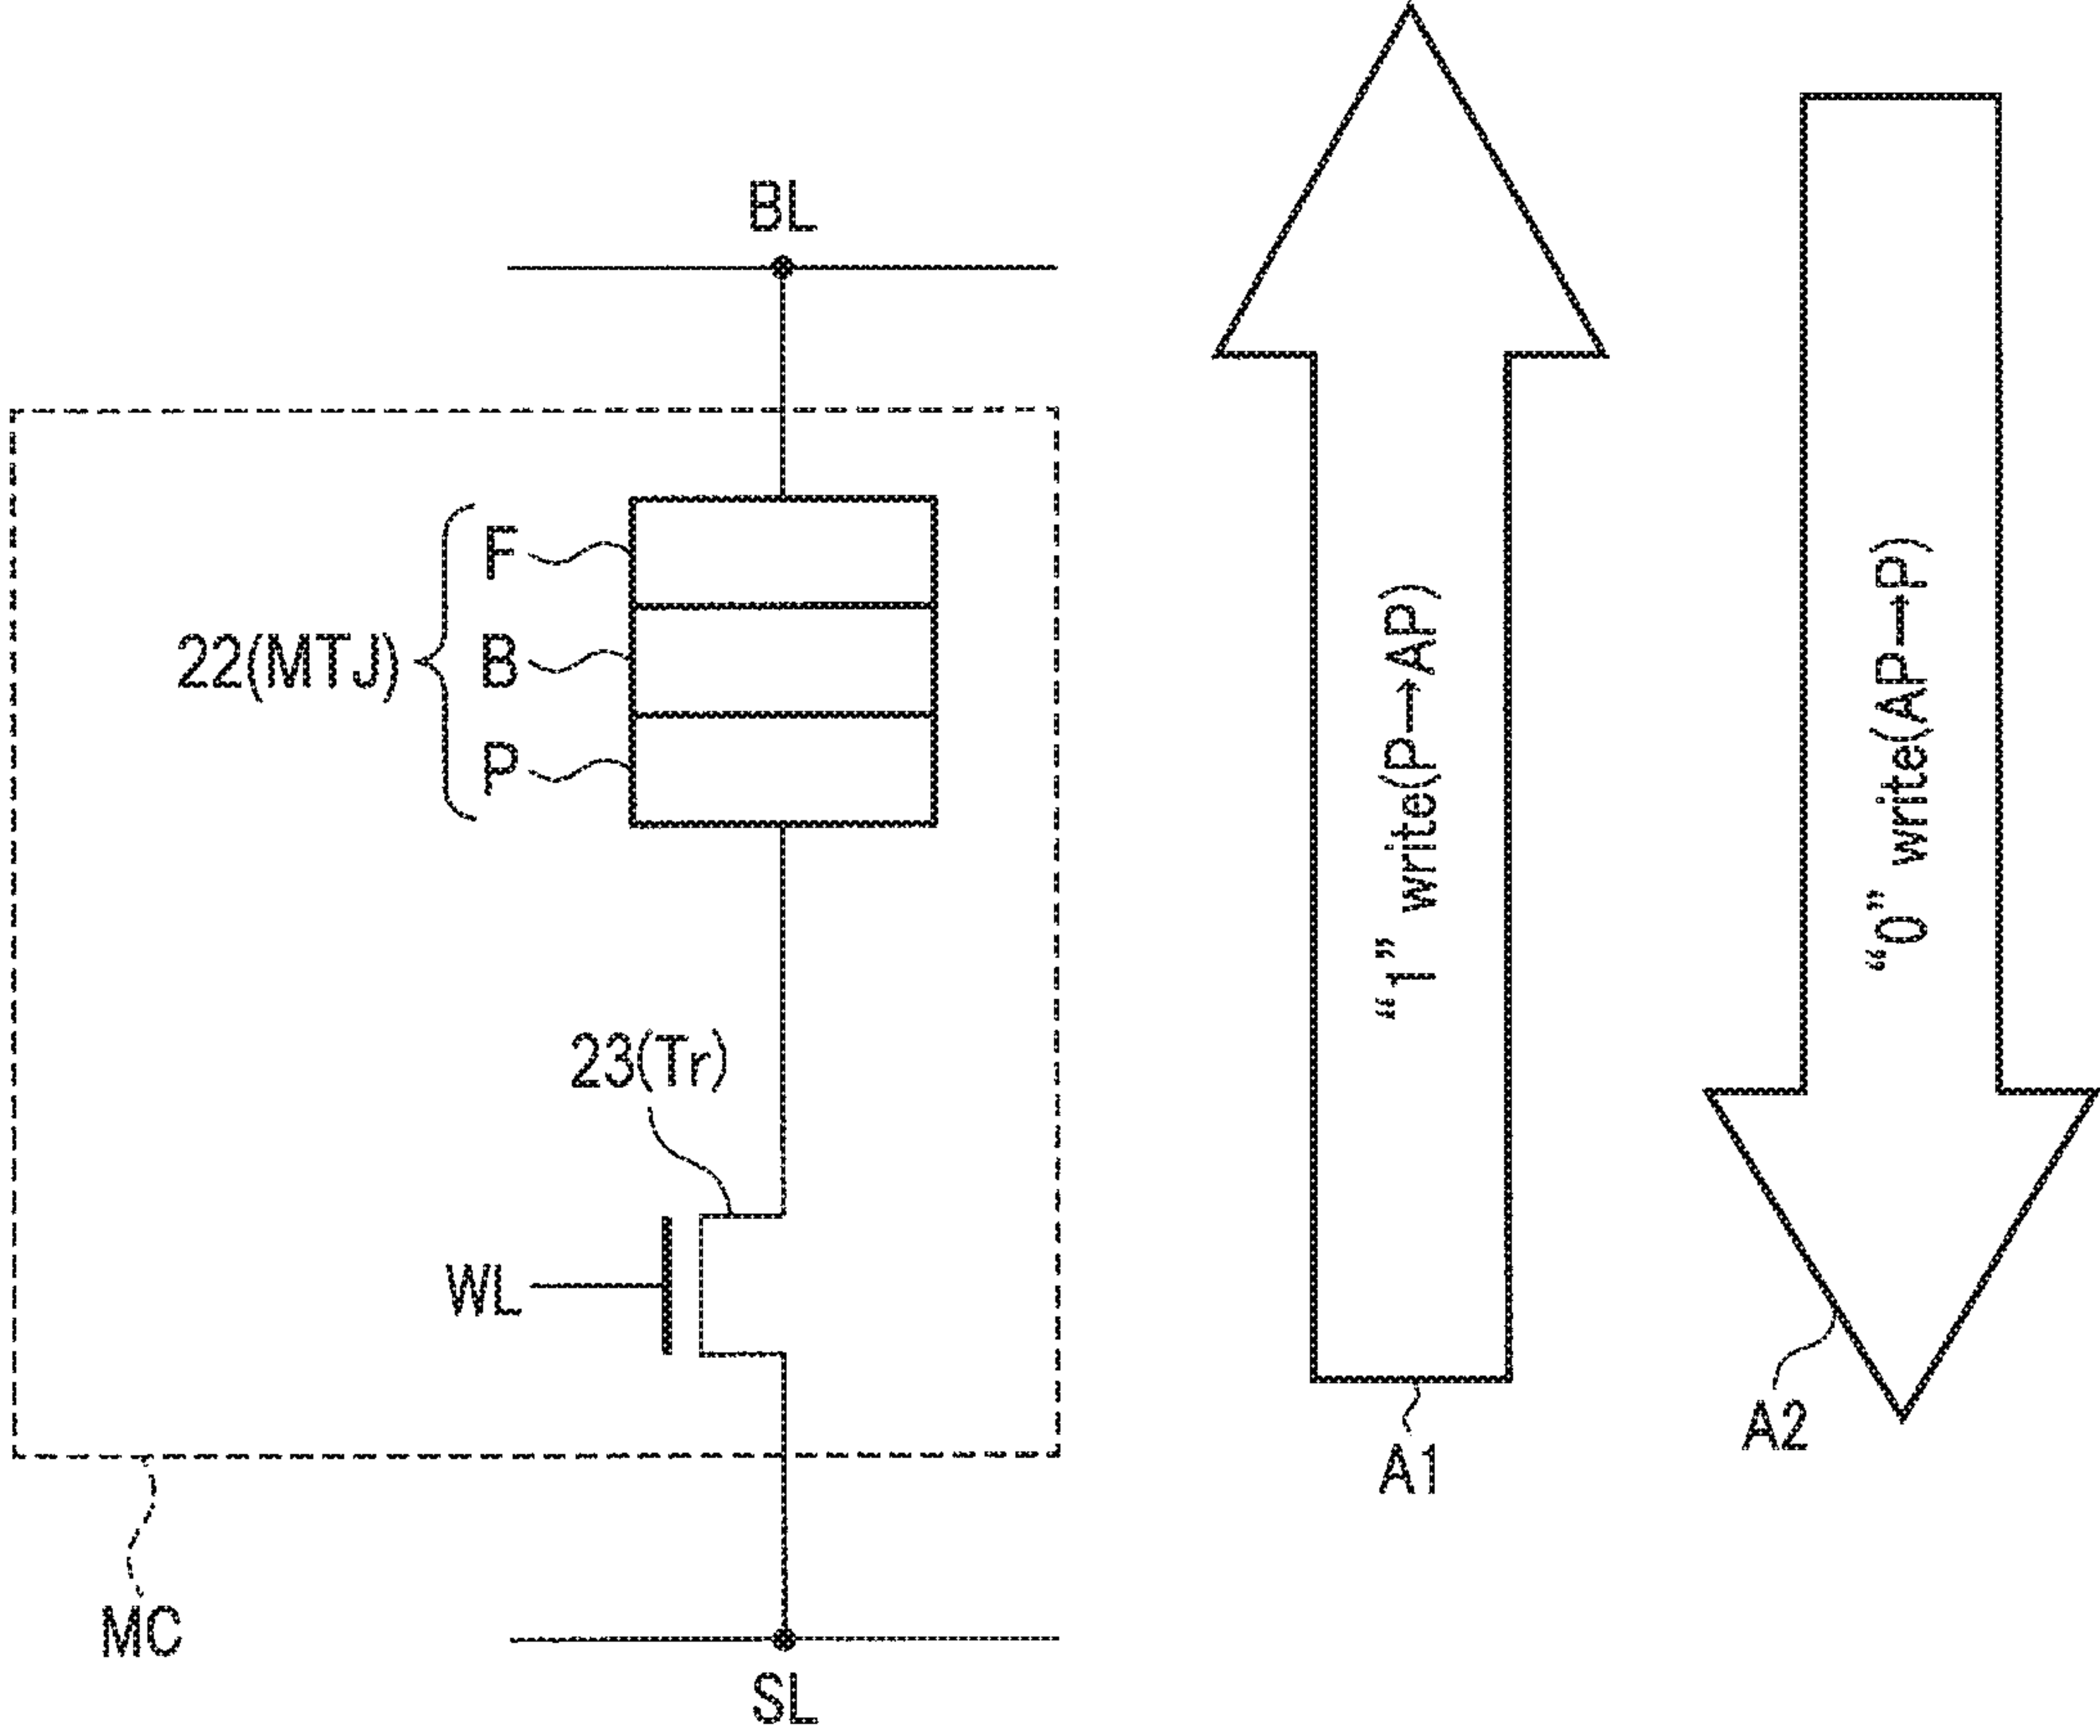 BL
F
22(MTJ)
B
P
23(Tr)
WL
MC
SL
“1” write(P→AP)
A1
“0” write(AP→P)
A2